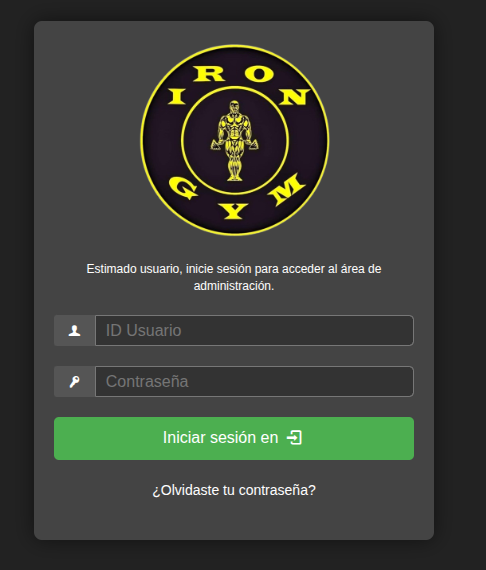 IRON
GYM
Estimado usuario, inicie sesión para acceder al área de
administración.
ID Usuario
Contraseña
Iniciar sesión en
¿Olvidaste tu contraseña?